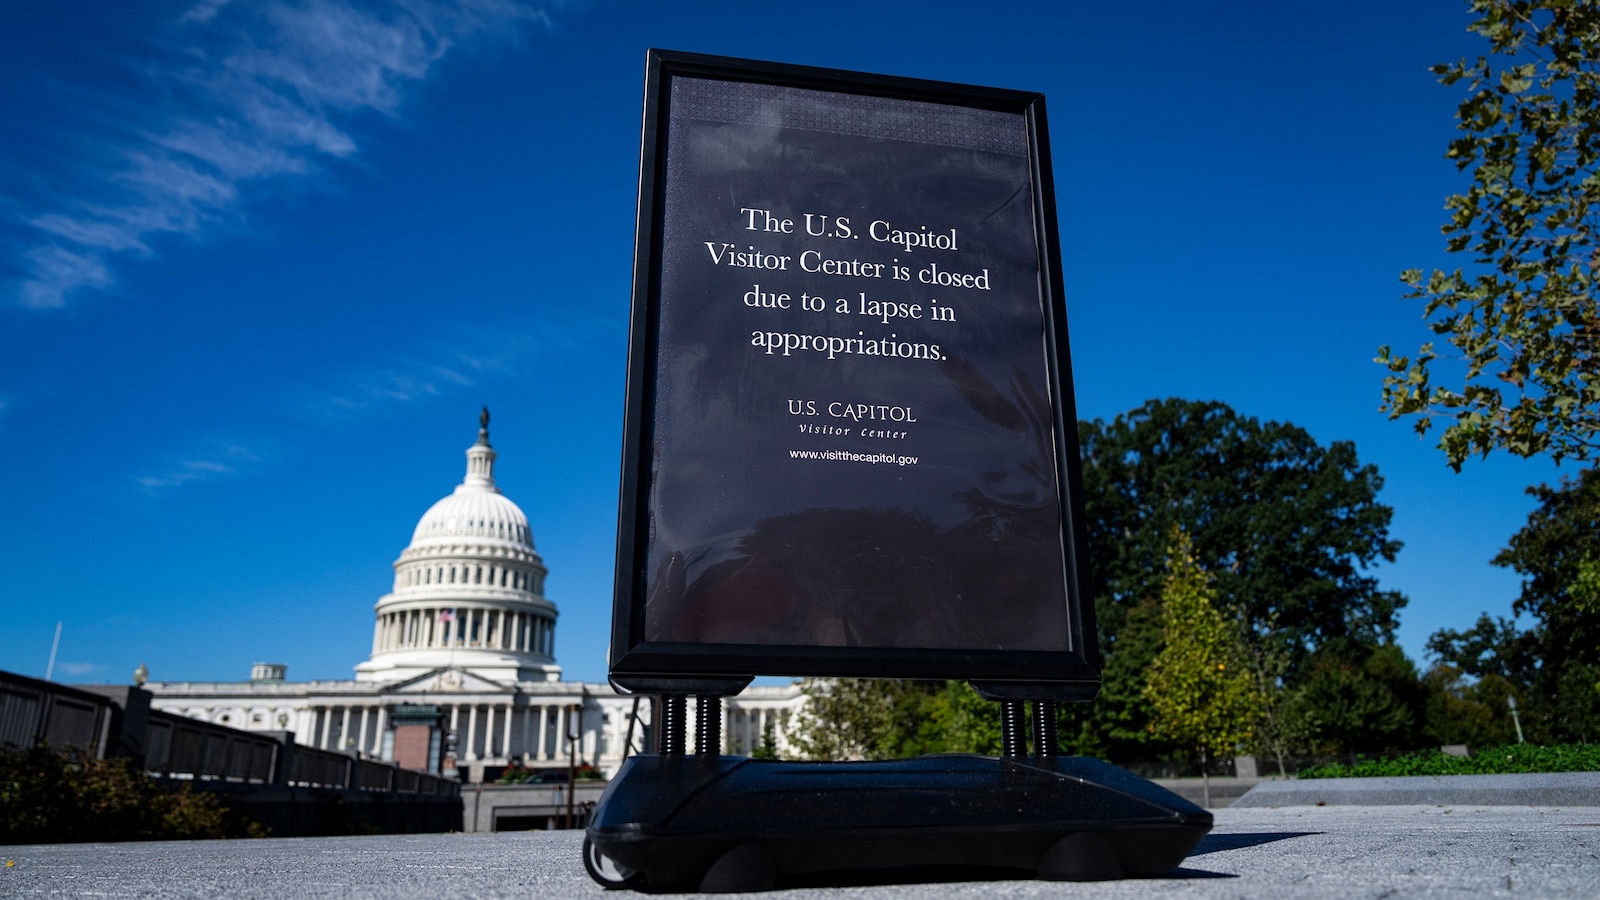 The U.S. Capitol
Visitor Center is closed
due to a lapse in
appropriations.
U.S. CAPITOL
visitor center
www.visitthecapitol.gov